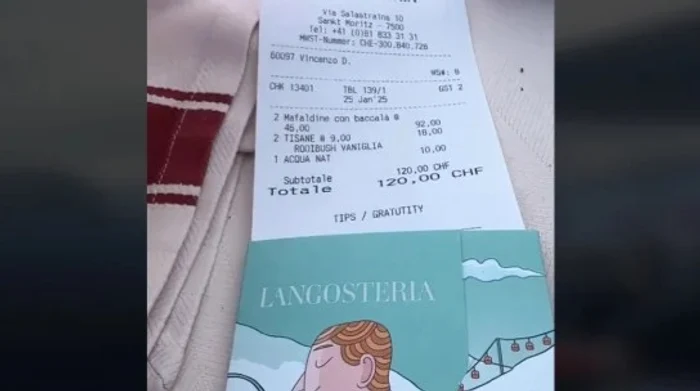 Via Salastrains 10
Sankt Moritz - 7500
Tel: +41 (0)81 833 31 31
MWST-Nummer: CHE-300.840.726
60097 Vincenzo D.
WS#: 8
CHK 13401 TBL 139/1 GST 2
25 Jan'25
2 Mafaldine con baccalà @ 92,00
46,00
2 TISANE @ 9,00 18,00
ROOIBUSH VANIGLIA
1 ACQUA NAT 10,00
Subtotale 120,00 CHF
Totale 120,00 CHF
TIPS / GRATUTITY
LANGOSTERIA